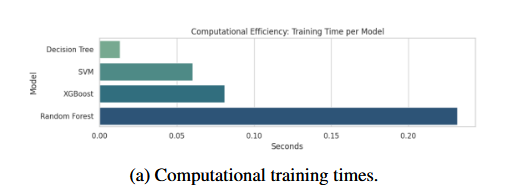 Computational Efficiency: Training Time per Model
Model
Decision Tree
SVM
XGBoost
Random Forest
0.00 0.05 0.10 0.15 0.20
Seconds
(a) Computational training times.